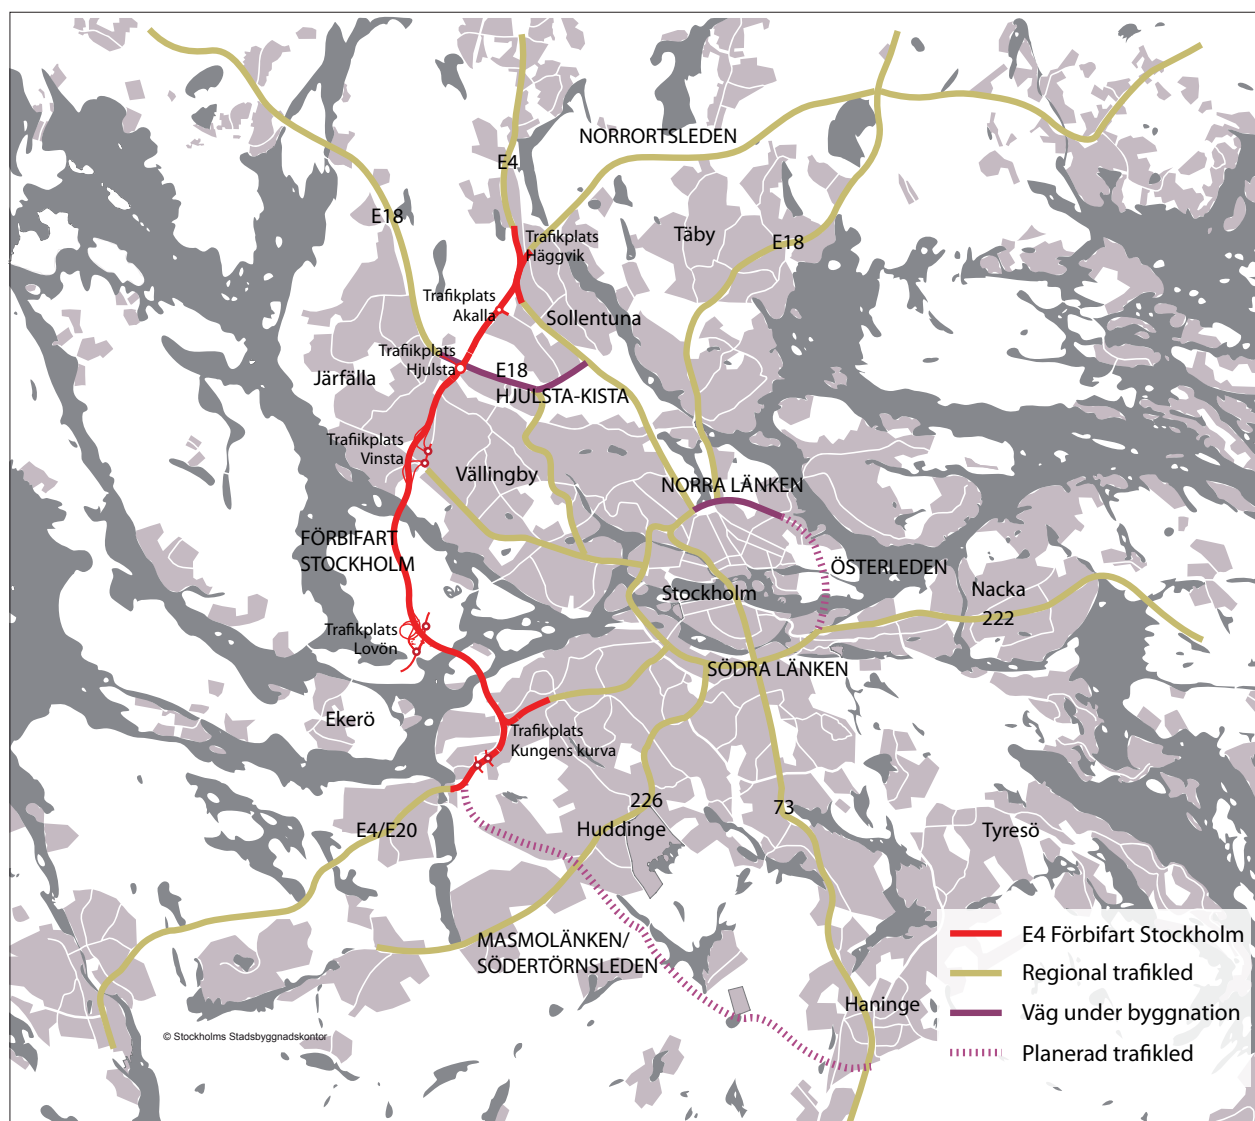 NORRORTSLEDEN
E4
E18
Trafikplats
Häggvik
Täby
E18
Trafikplats
Akalla
Sollentuna
Trafiikplats
Hjulsta
E18
HJULSTA-KISTA
Järfälla
Trafiikplats
Vinsta
Vällingby
NORRA LÄNKEN
FÖRBIFART
STOCKHOLM
ÖSTERLEDEN
Stockholm
Nacka
222
Trafikplats
Lovön
SÖDRA LÄNKEN
Ekerö
Trafikplats
Kungens kurva
226
73
E4/E20
Huddinge
Tyresö
MASMOLÄNKEN/
SÖDERTÖRNSLEDEN
Haninge
E4 Förbifart Stockholm
Regional trafikled
Väg under byggnation
Planerad trafikled
© Stockholms Stadsbyggnadskontor